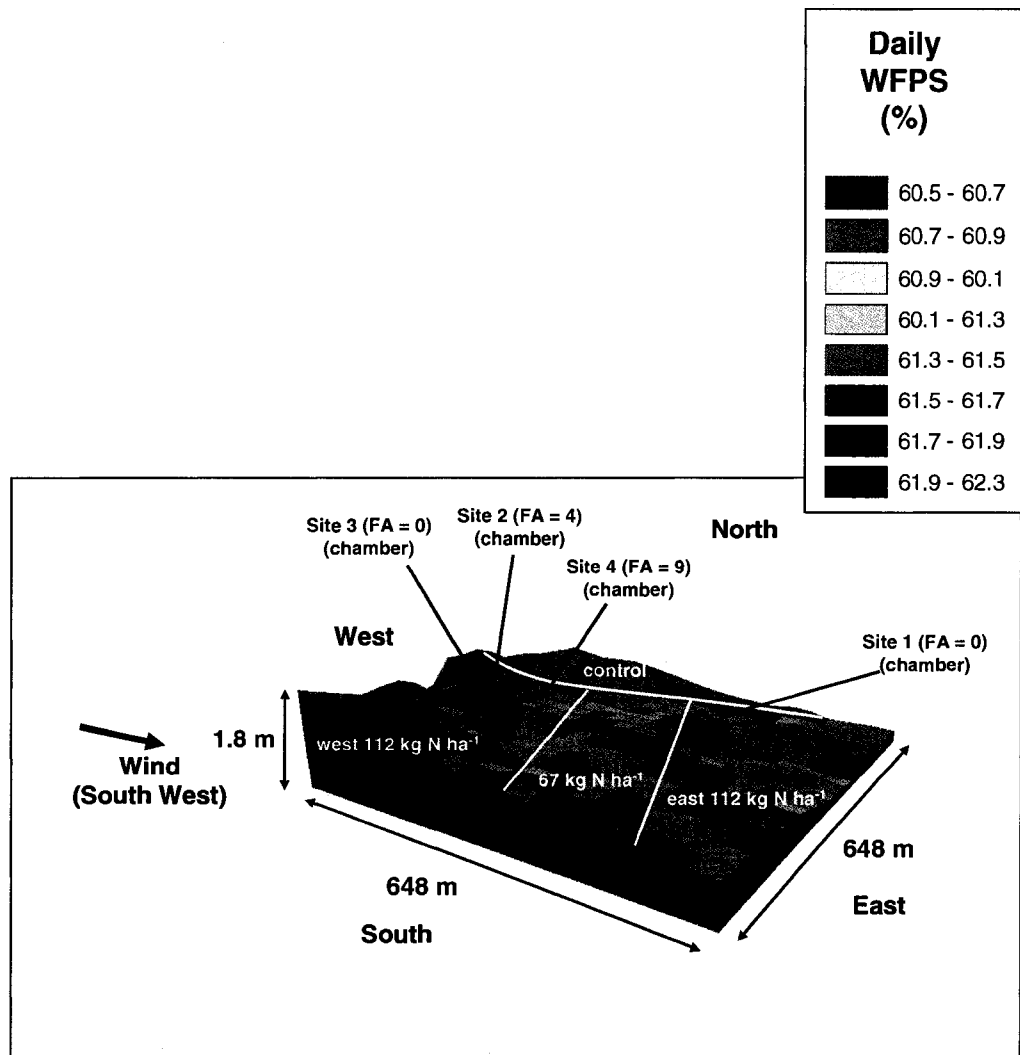 Daily
WFPS
(%)
60.5 - 60.7
60.7 - 60.9
60.9 - 60.1
60.1 - 61.3
61.3 - 61.5
61.5 - 61.7
61.7 - 61.9
61.9 - 62.3
Site 3 (FA = 0)
(chamber)
Site 2 (FA = 4)
(chamber)
North
Site 4 (FA = 9)
(chamber)
West
Site 1 (FA = 0)
(chamber)
control
1.8 m
west 112 kg N ha⁻¹
Wind
(South West)
67 kg N ha⁻¹
east 112 kg N ha⁻¹
648 m
648 m
East
South